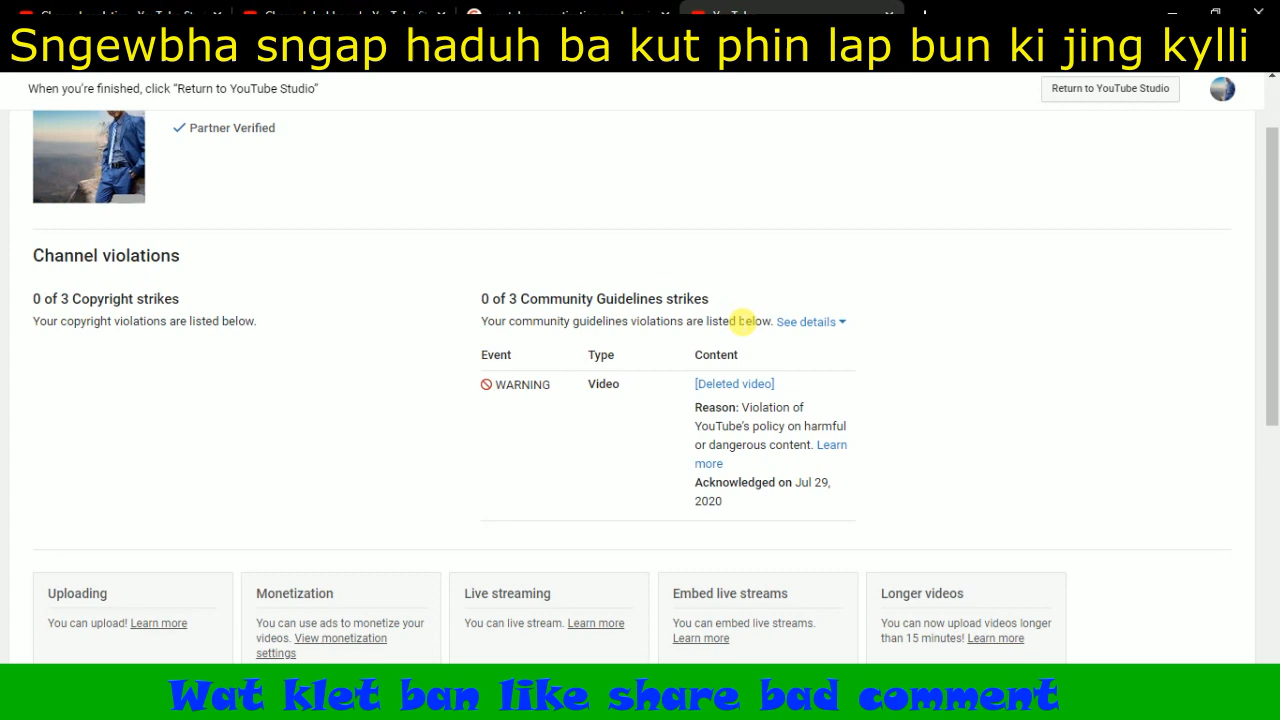 Sngewbha sngap haduh ba kut phin lap bun ki jing kylli
When you're finished, click “Return to YouTube Studio”
Return to YouTube Studio
Partner Verified
Channel violations
0 of 3 Copyright strikes
Your copyright violations are listed below.
0 of 3 Community Guidelines strikes
Your community guidelines violations are listed below. See details
Event Type Content
WARNING Video [Deleted video]
Reason: Violation of
YouTube's policy on harmful
or dangerous content. Learn
more
Acknowledged on Jul 29,
2020
Uploading
You can upload! Learn more
Monetization
You can use ads to monetize your
videos. View monetization
settings
Live streaming
You can live stream. Learn more
Embed live streams
You can embed live streams.
Learn more
Longer videos
You can now upload videos longer
than 15 minutes! Learn more
Wat klet ban like share bad comment